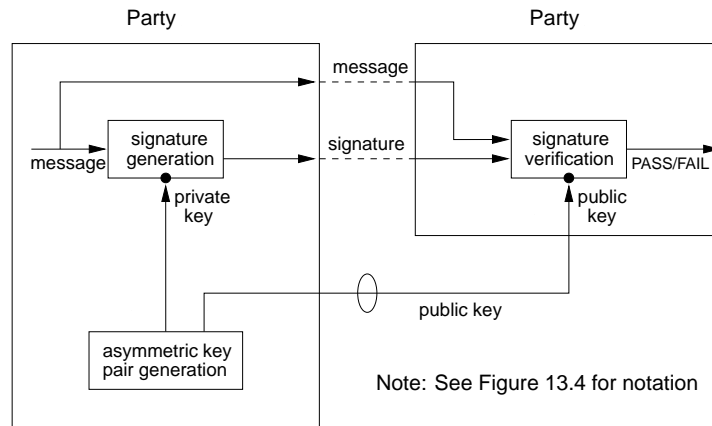 Party
Party
message
signature
generation
message
signature
signature
verification
PASS/FAIL
private
key
public
key
public key
asymmetric key
pair generation
Note: See Figure 13.4 for notation